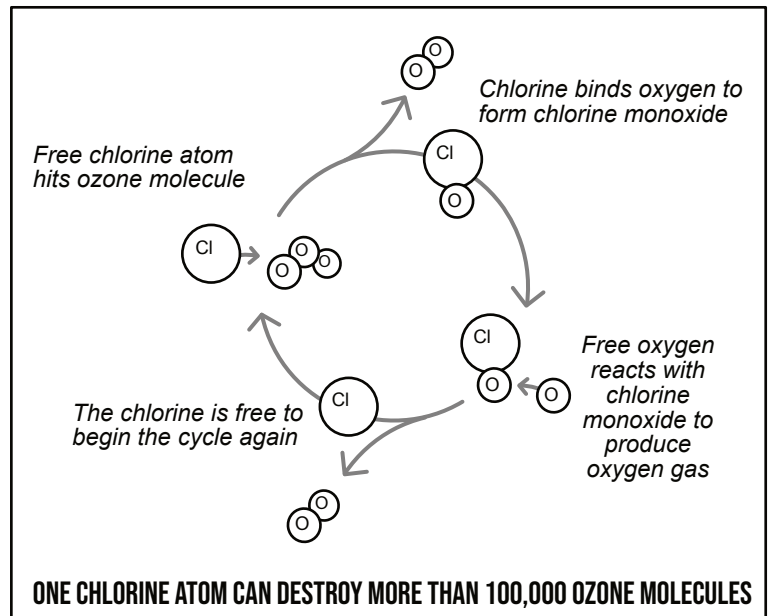 O
O
Chlorine binds oxygen to
form chlorine monoxide
Cl
O
Free chlorine atom
hits ozone molecule
Cl
O
O
O
Cl
O
O
Free oxygen
reacts with
chlorine
monoxide to
produce
oxygen gas
The chlorine is free to
begin the cycle again
Cl
O
O
ONE CHLORINE ATOM CAN DESTROY MORE THAN 100,000 OZONE MOLECULES